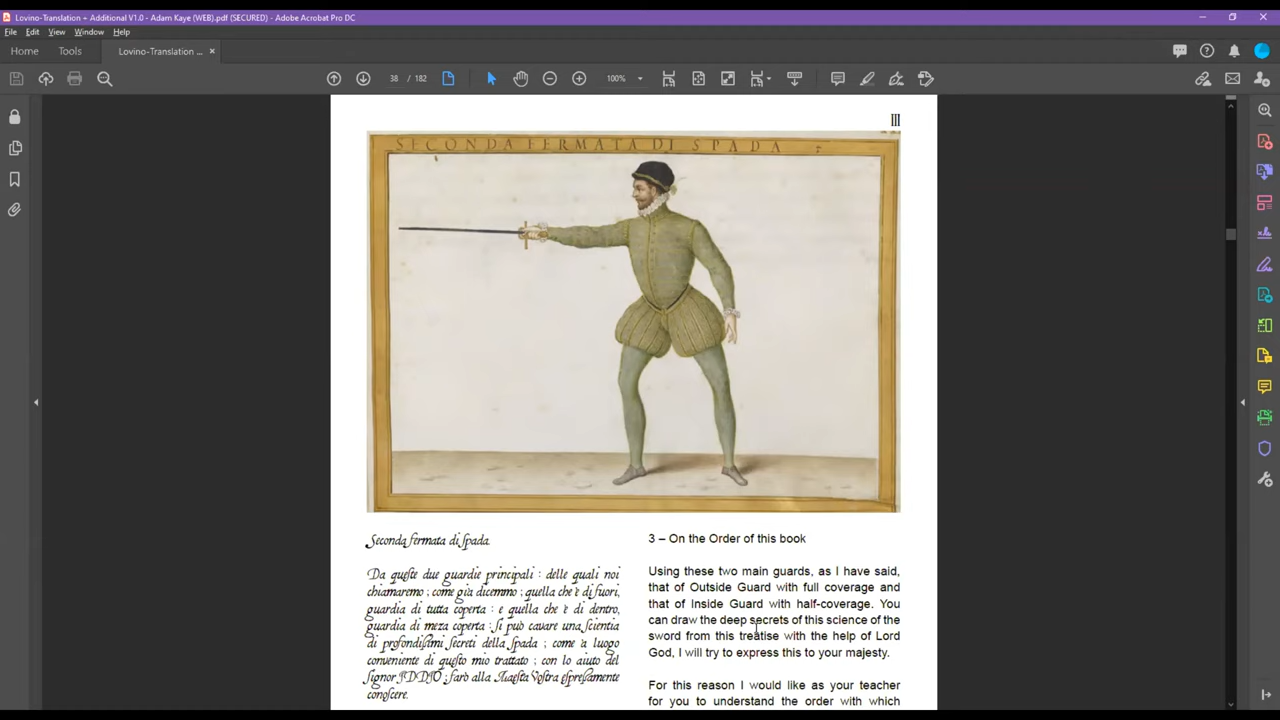 Lovino-Translation + Additional V1.0 - Adam Kaye (WEB).pdf (SECURED) - Adobe Acrobat Pro DC
File Edit View Window Help
Home Tools Lovino-Translation ... ×
38 / 182 100%
III
SECONDA FERMATA DI SPADA
Seconda fermata di spada.
Da queste due guardie principali : delle quali noi
chiamaremo ; come già dicemmo ; quella che è di fuori,
guardia di tutta coperta : e quella che è di dentro,
guardia di meza coperta : si può cavare una scientia
di profondissimi secreti della spada ; come a luogo
conveniente di questo mio trattato ; con lo aiuto del
signor IDDIO ; farò alla Maestà Vostra espressamente
conoscere.
3 – On the Order of this book
Using these two main guards, as I have said,
that of Outside Guard with full coverage and
that of Inside Guard with half-coverage. You
can draw the deep secrets of this science of the
sword from this treatise with the help of Lord
God, I will try to express this to your majesty.
For this reason I would like as your teacher
for you to understand the order with which